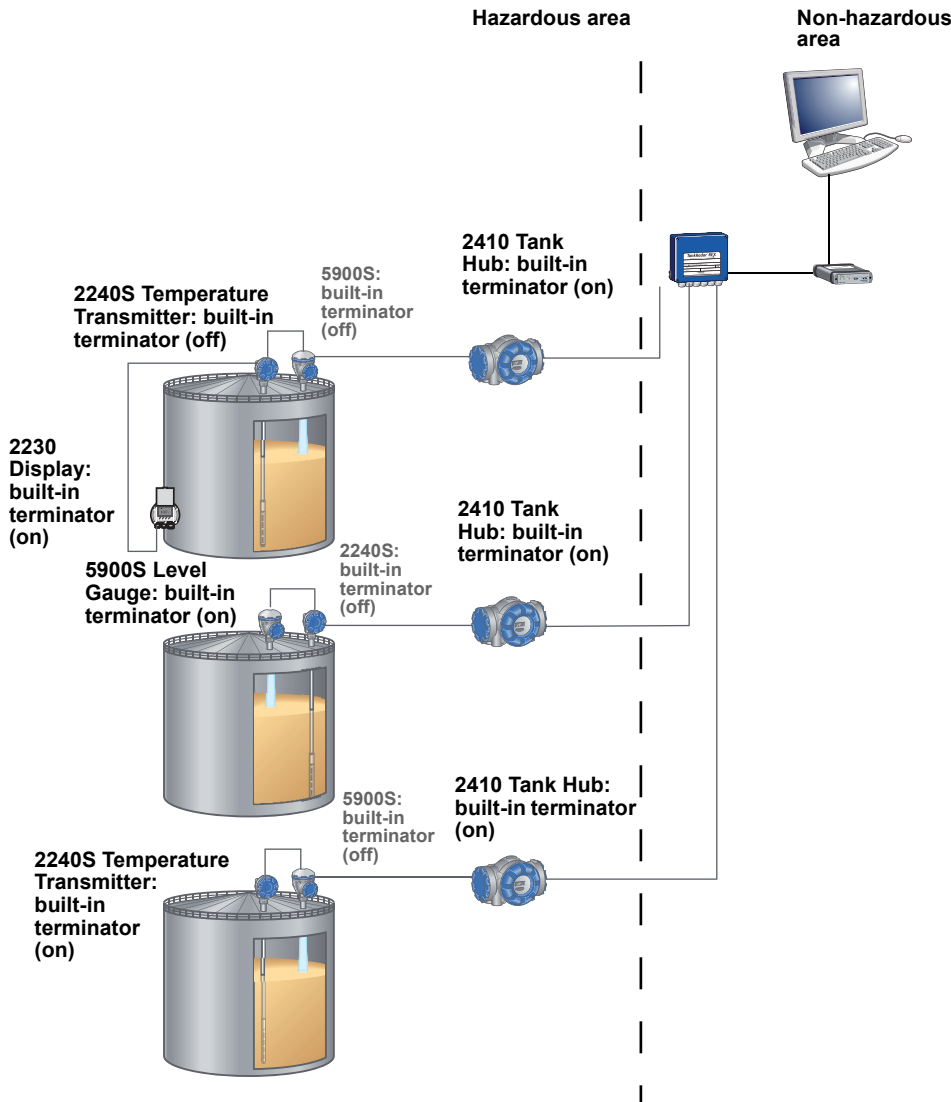 Hazardous area
Non-hazardous
area
2410 Tank
Hub: built-in
terminator (on)
5900S:
built-in
terminator
(off)
2240S Temperature
Transmitter: built-in
terminator (off)
2230
Display:
built-in
terminator
(on)
2410 Tank
Hub: built-in
terminator (on)
2240S:
built-in
terminator
(off)
5900S Level
Gauge: built-in
terminator (on)
2410 Tank Hub:
built-in terminator
(on)
5900S:
built-in
terminator
(off)
2240S Temperature
Transmitter:
built-in
terminator
(on)